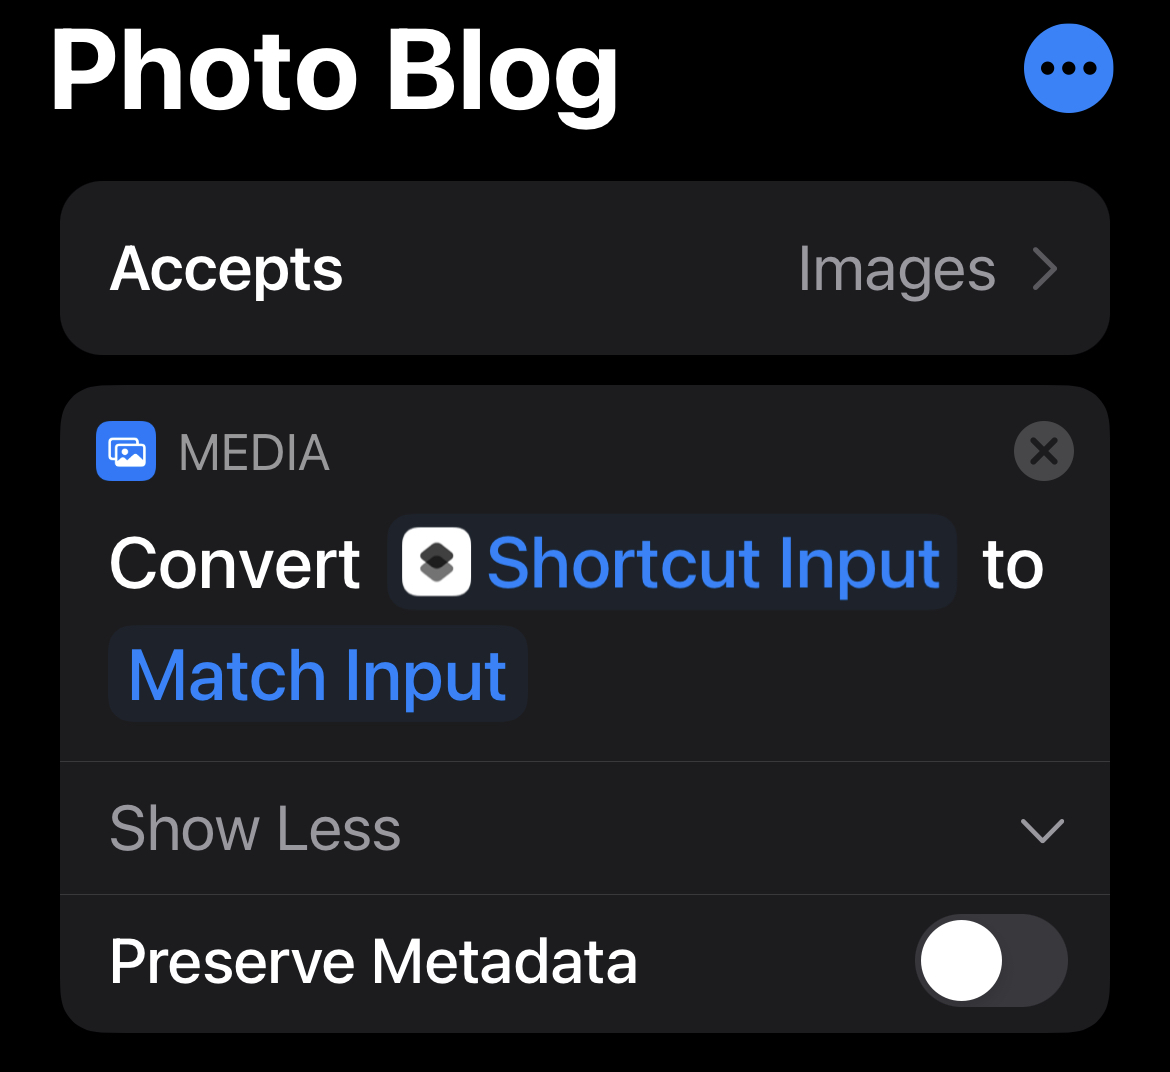 Photo Blog
Accepts Images
MEDIA
Convert Shortcut Input to
Match Input
Show Less
Preserve Metadata